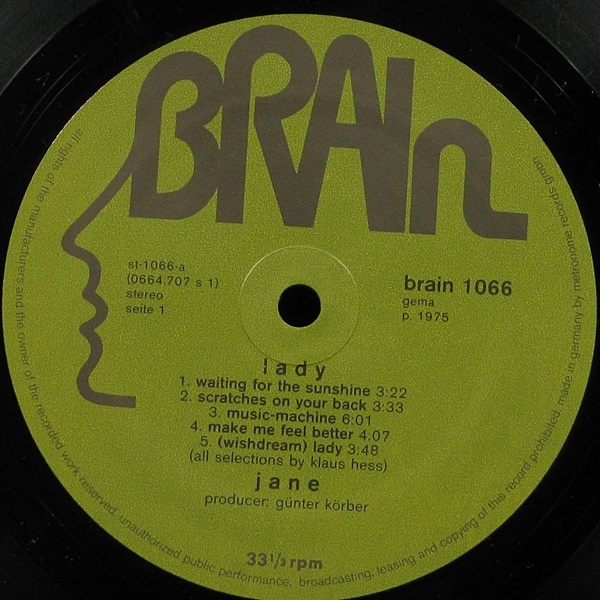 BRAIn
st-1066-a
(0664.707 s 1)
stereo
seite 1
brain 1066
gema
p. 1975
lady
1. waiting for the sunshine 3:22
2. scratches on your back 3:33
3. music-machine 6:01
4. make me feel better 4:07
5. (wishdream) lady 3:48
(all selections by klaus hess)
jane
producer: günter körber
33 1/3 rpm
all rights of the manufacturers and the owner of the recorded work reserved. unauthorized public performance, broadcasting, leasing and copying of this record prohibited. made in germany by metronome records gmbh